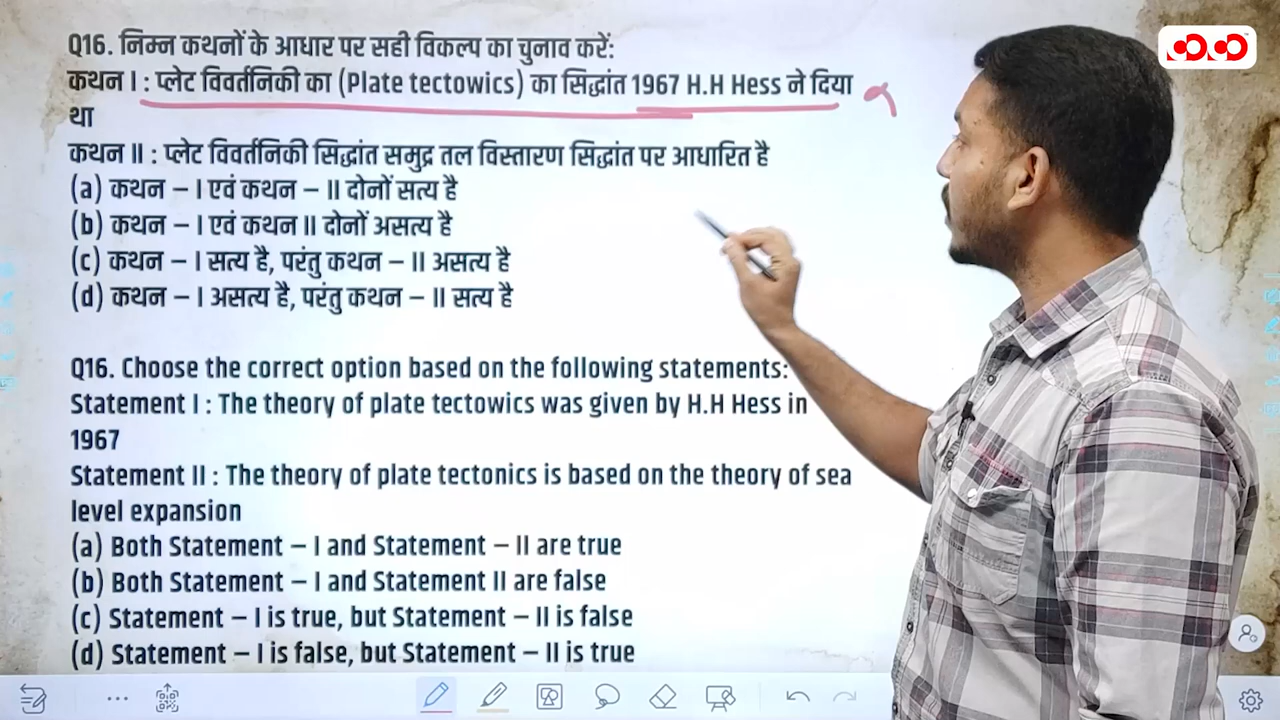 Q16. निम्न कथनों के आधार पर सही विकल्प का चुनाव करें:
कथन I : प्लेट विवर्तनिकी का (Plate tectowics) का सिद्धांत 1967 H.H Hess ने दिया
था
कथन II : प्लेट विवर्तनिकी सिद्धांत समुद्र तल विस्तारण सिद्धांत पर आधारित है
(a) कथन – I एवं कथन – II दोनों सत्य है
(b) कथन – I एवं कथन II दोनों असत्य है
(c) कथन – I सत्य है, परंतु कथन – II असत्य है
(d) कथन – I असत्य है, परंतु कथन – II सत्य है
Q16. Choose the correct option based on the following statements:
Statement I : The theory of plate tectowics was given by H.H Hess in
1967
Statement II : The theory of plate tectonics is based on the theory of sea
level expansion
(a) Both Statement – I and Statement – II are true
(b) Both Statement – I and Statement II are false
(c) Statement – I is true, but Statement – II is false
(d) Statement – I is false, but Statement – II is true